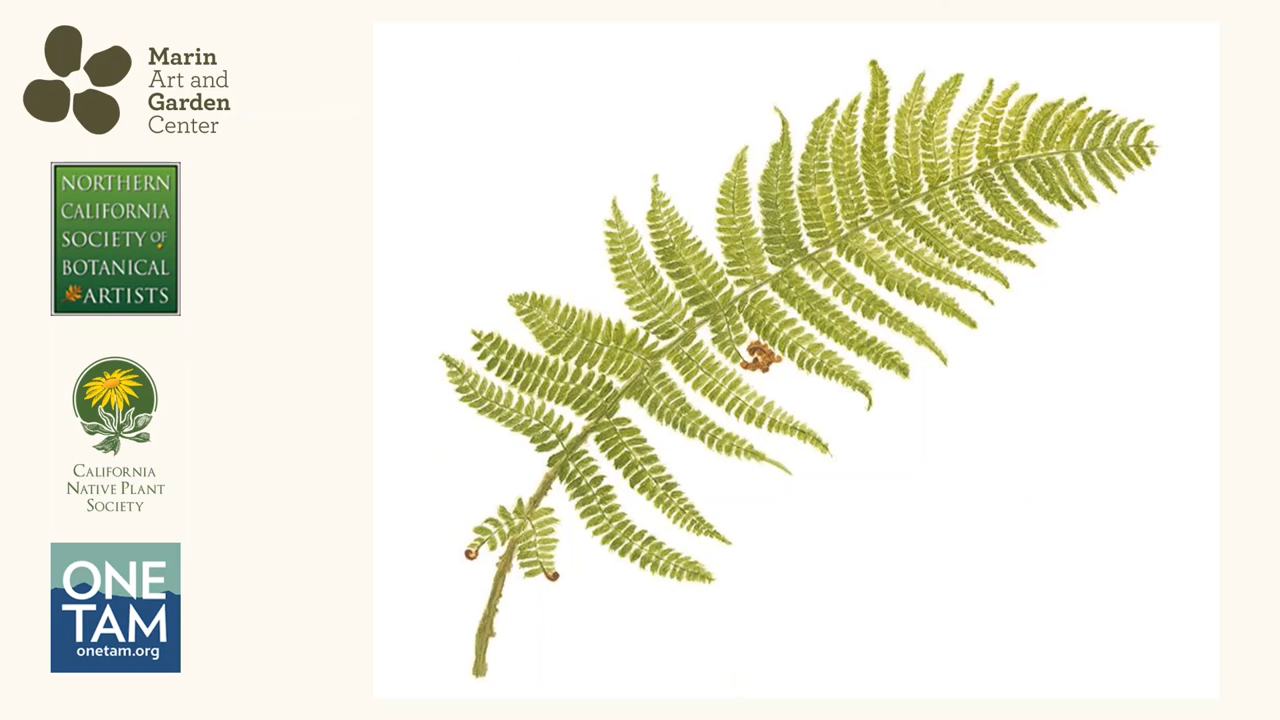 Marin
Art and
Garden
Center
NORTHERN
CALIFORNIA
SOCIETY OF
BOTANICAL
ARTISTS
CALIFORNIA
NATIVE PLANT
SOCIETY
ONE
TAM
onetam.org